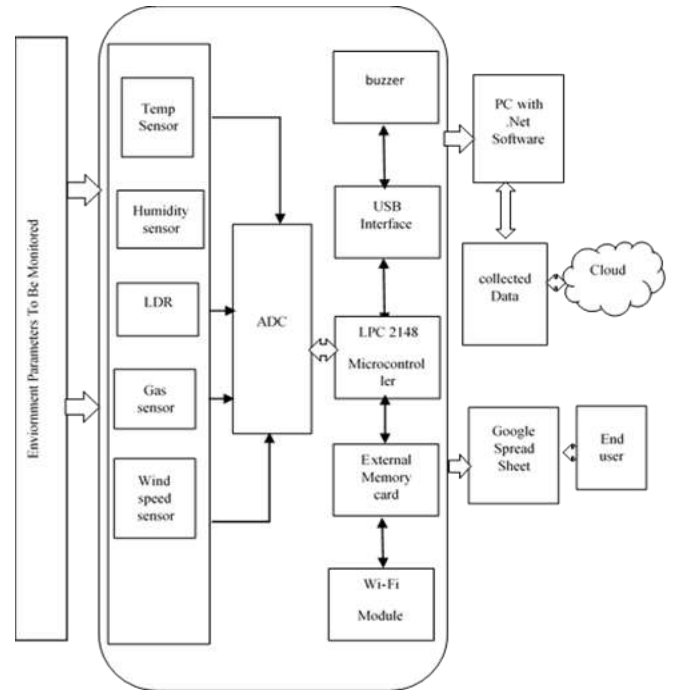 Enviornment Parameters To Be Monitored
Temp
Sensor
Humidity
sensor
LDR
Gas
sensor
Wind
speed
sensor
ADC
buzzer
USB
Interface
LPC 2148
Microcontrol
ler
External
Memory
card
Wi-Fi
Module
PC with
.Net
Software
collected
Data
Cloud
Google
Spread
Sheet
End
user